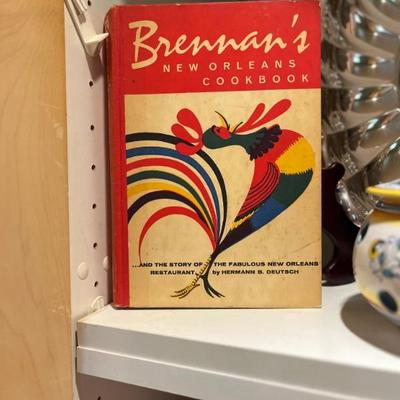 Brennan's
NEW ORLEANS
COOKBOOK
...AND THE STORY OF THE FABULOUS NEW ORLEANS
RESTAURANT by HERMANN B. DEUTSCH